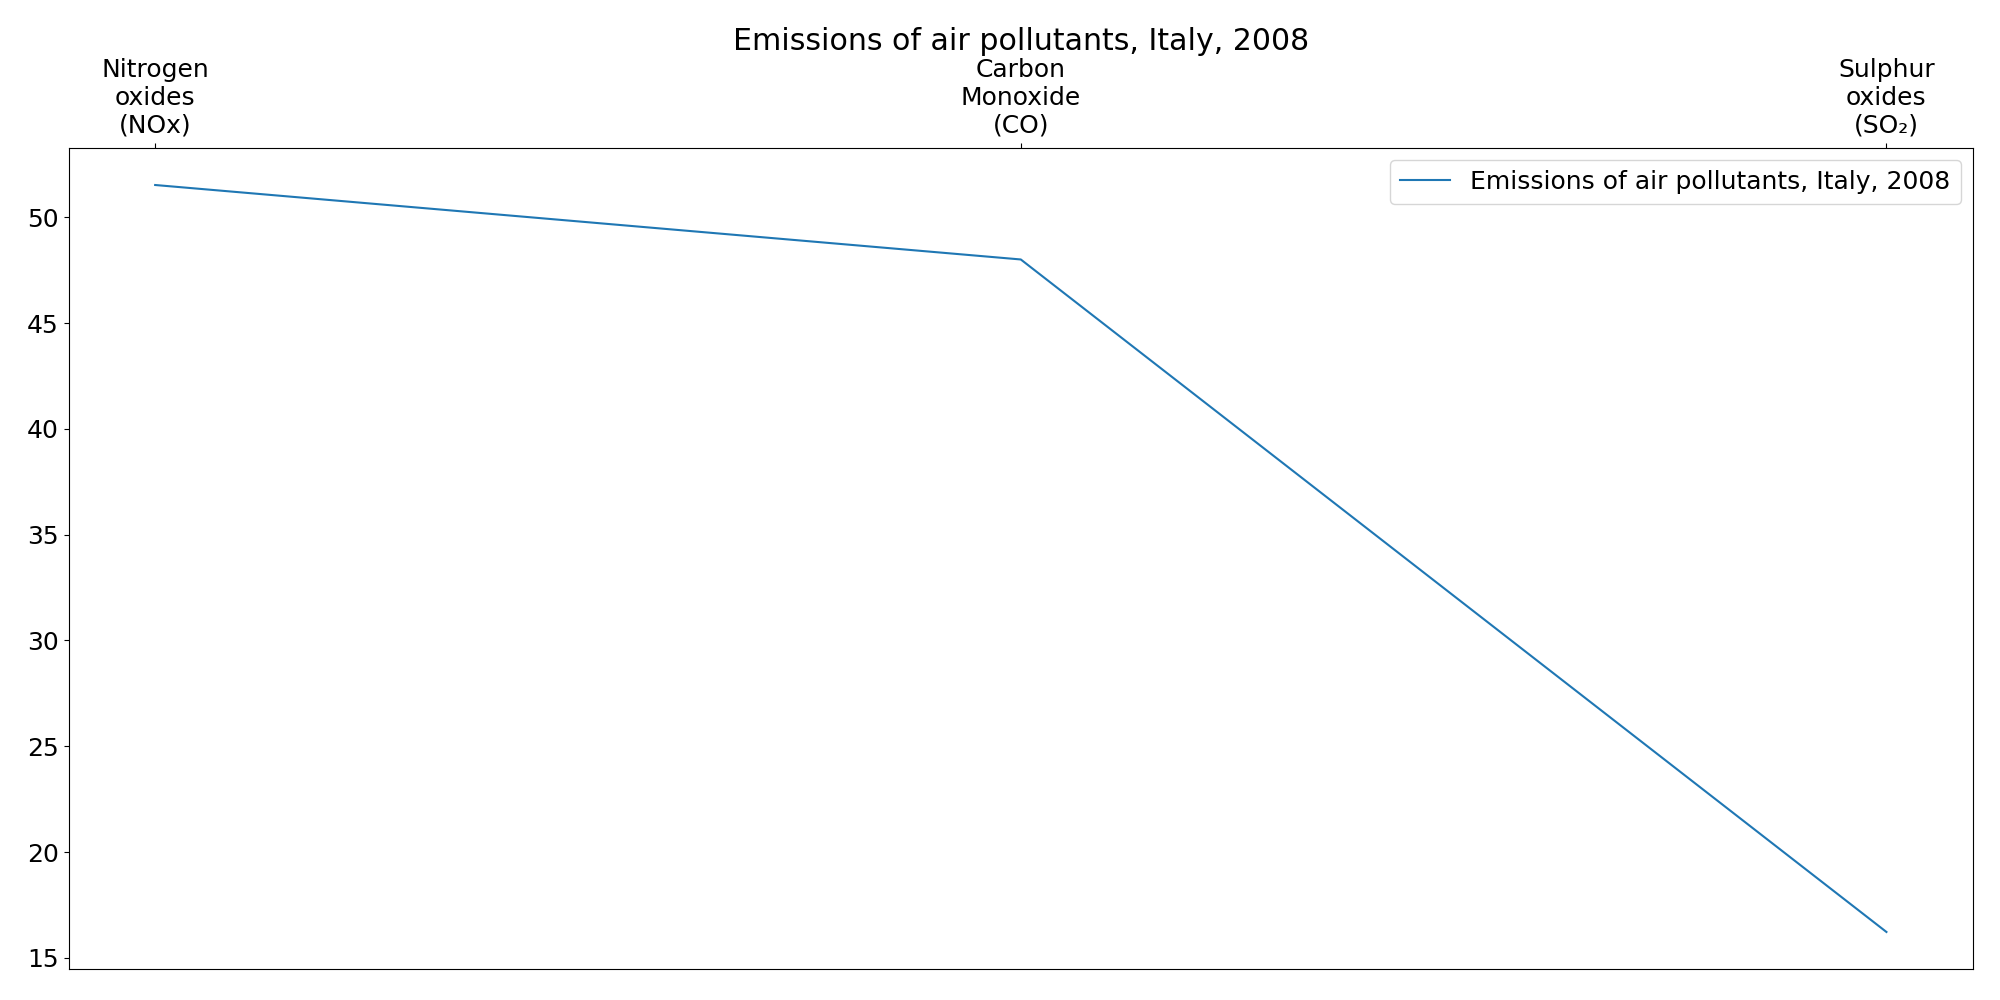 Emissions of air pollutants, Italy, 2008
Nitrogen
oxides
(NOx)
Carbon
Monoxide
(CO)
Sulphur
oxides
(SO₂)
Emissions of air pollutants, Italy, 2008
50
45
40
35
30
25
20
15